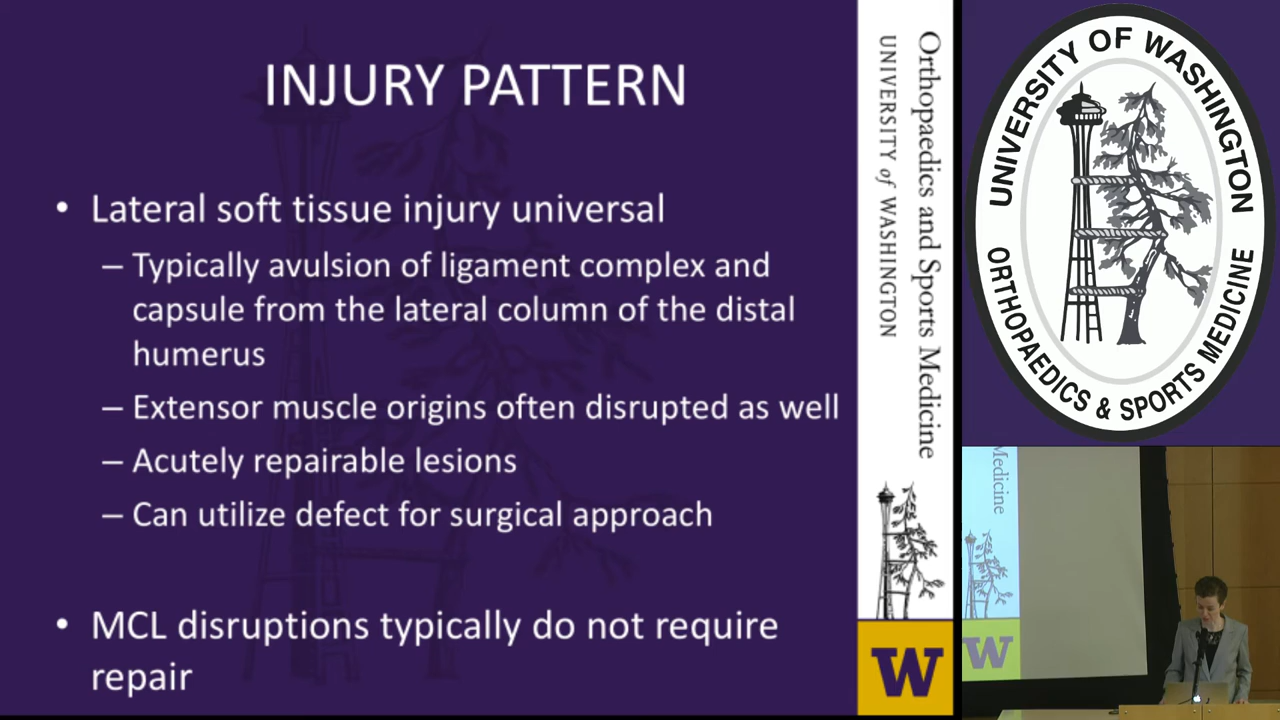 INJURY PATTERN
• Lateral soft tissue injury universal
– Typically avulsion of ligament complex and
capsule from the lateral column of the distal
humerus
– Extensor muscle origins often disrupted as well
– Acutely repairable lesions
– Can utilize defect for surgical approach
• MCL disruptions typically do not require
repair
Orthopaedics and Sports Medicine
UNIVERSITY of WASHINGTON
W
UNIVERSITY OF WASHINGTON
ORTHOPAEDICS & SPORTS MEDICINE
Medicine
W